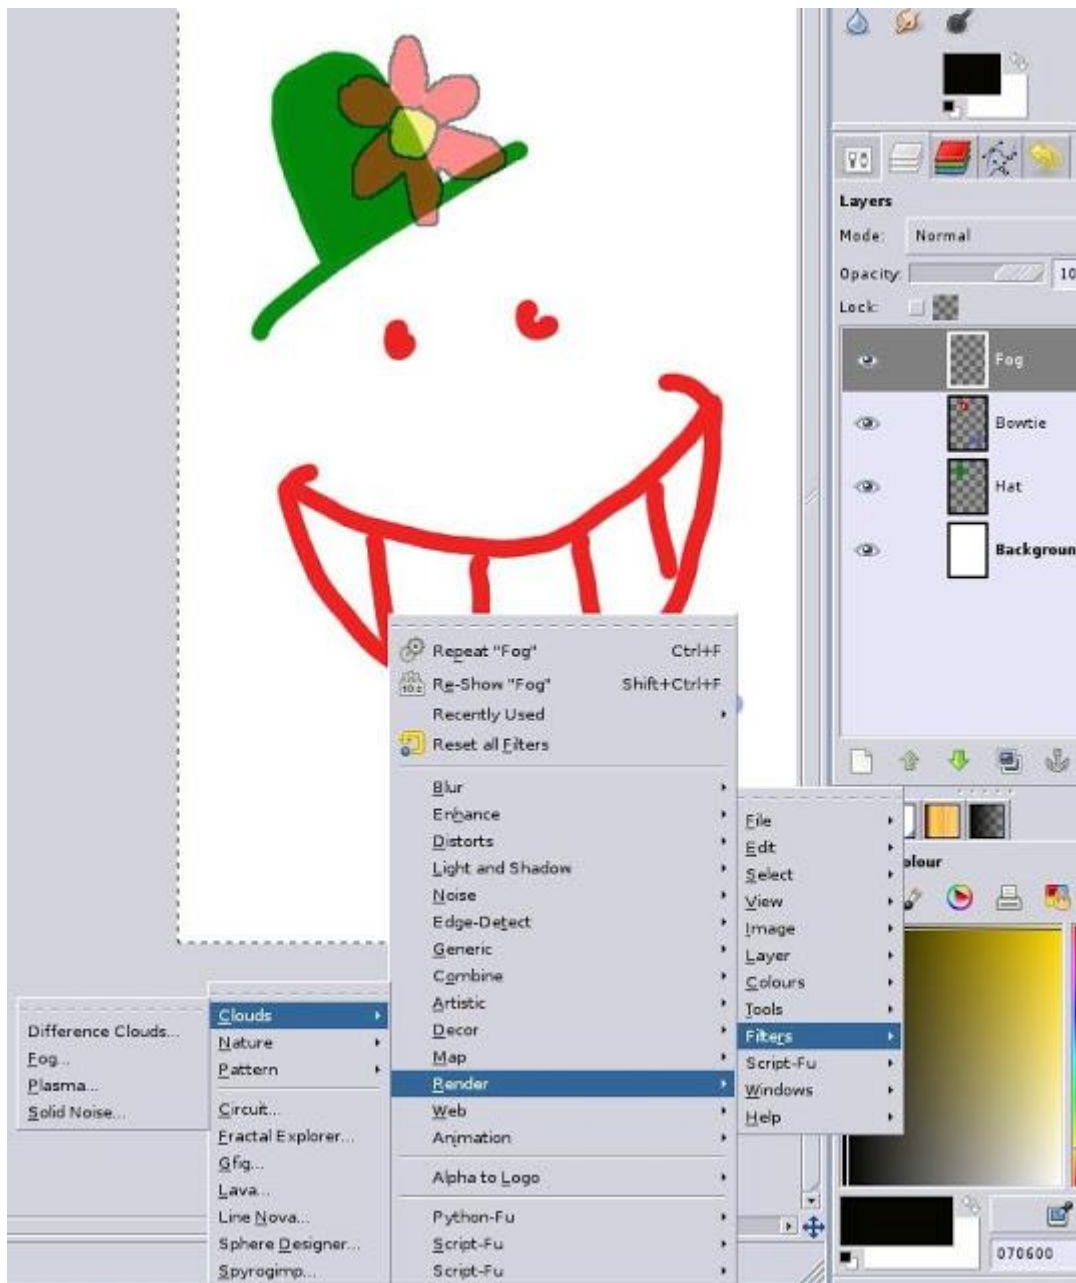 Layers
Mode: Normal
Opacity: 10
Lock:
Fog
Bowtie
Hat
Backgroun
Repeat "Fog" Ctrl+F
Re-Show "Fog" Shift+Ctrl+F
Recently Used
Reset all Filters
Blur
Enhance
Distorts
Light and Shadow
Noise
Edge-Detect
Generic
Combine
Artistic
Decor
Map
Render
Web
Animation
Alpha to Logo
Python-Fu
Script-Fu
Script-Fu
File
Edit
Select
View
Image
Layer
Colours
Tools
Filters
Script-Fu
Windows
Help
Clouds
Nature
Pattern
Circuit...
Fractal Explorer...
Gfig...
Lava...
Line Nova...
Sphere Designer...
Spyrogimp...
Difference Clouds...
Fog...
Plasma...
Solid Noise...
olour
070600